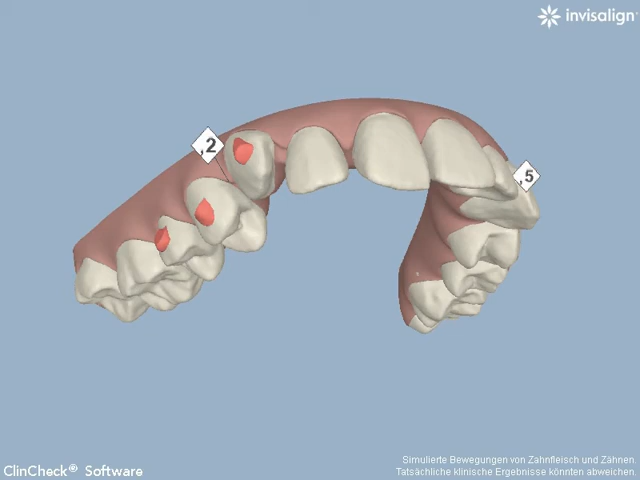 invisalign
,2
,5
Simulierte Bewegungen von Zahnfleisch und Zähnen.
Tatsächliche klinische Ergebnisse könnten abweichen.
ClinCheck® Software